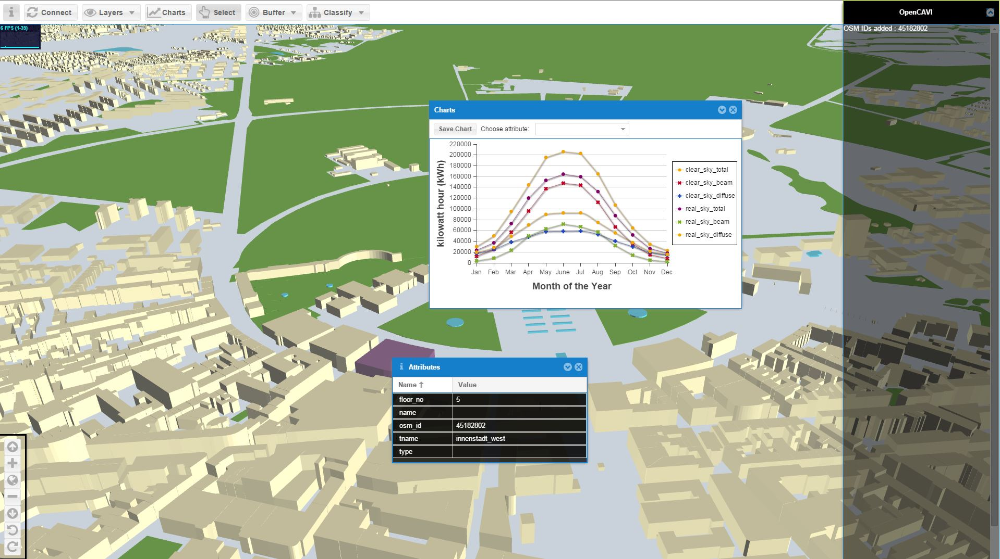 Connect
Layers
Charts
Select
Buffer
Classify
OpenCAVI
6 FPS (1-35)
OSM IDs added : 45182802
Charts
Save Chart
Choose attribute:
220000
200000
180000
160000
140000
120000
100000
80000
60000
40000
20000
0
kilowatt hour (kWh)
Jan Feb Mar Apr May June Jul Aug Sep Oct Nov Dec
Month of the Year
clear_sky_total
clear_sky_beam
clear_sky_diffuse
real_sky_total
real_sky_beam
real_sky_diffuse
Attributes
Name Value
floor_no 5
name
osm_id 45182802
tname innenstadt_west
type